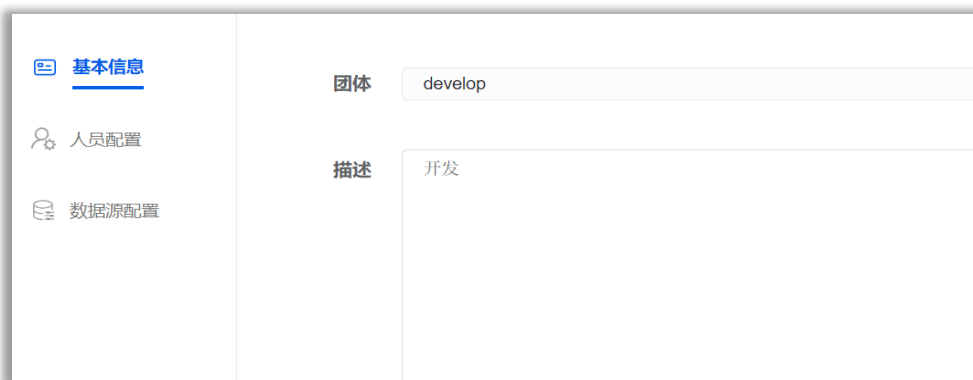 基本信息
人员配置
数据源配置
团体
develop
描述
开发